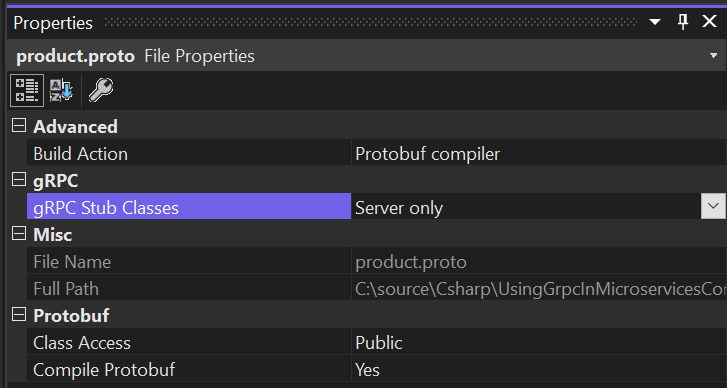 Properties
product.proto File Properties
Advanced
Build Action Protobuf compiler
gRPC
gRPC Stub Classes Server only
Misc
File Name product.proto
Full Path C:\source\Csharp\UsingGrpcInMicroservicesCo
Protobuf
Class Access Public
Compile Protobuf Yes